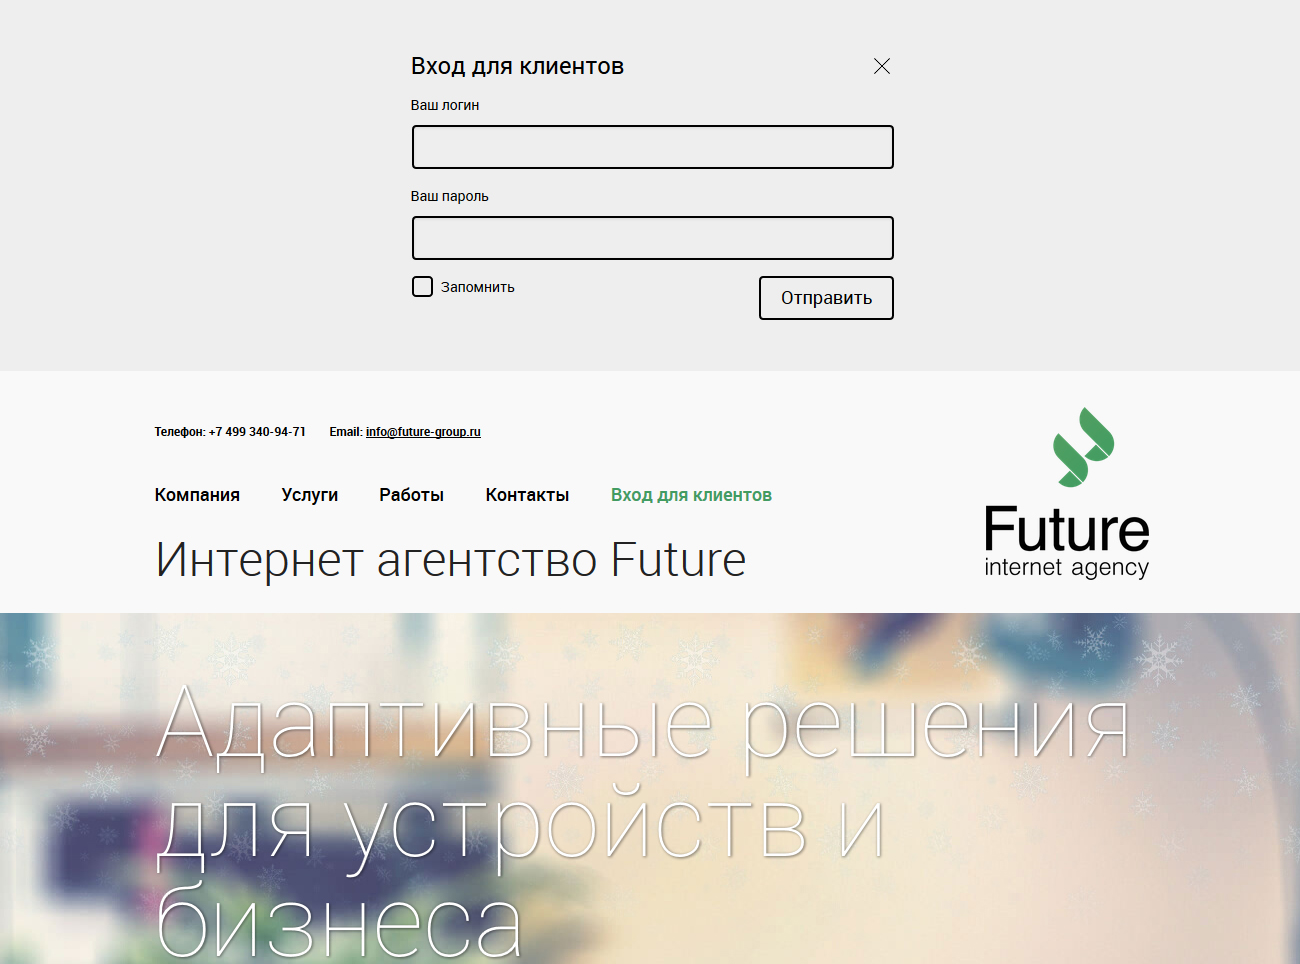 Вход для клиентов
Ваш логин
Ваш пароль
Запомнить
Отправить
Телефон: +7 499 340-94-71 Email: info@future-group.ru
Компания Услуги Работы Контакты Вход для клиентов
Интернет агентство Future
Future
internet agency
Адаптивные решения
для устройств и
бизнеса